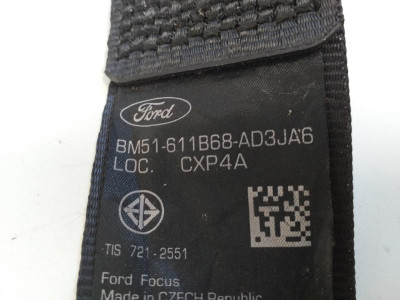 Ford
BM51-611B68-AD3JA6
LOC. CXP4A
TIS 721-2551
Ford Focus
Made in CZECH Republic